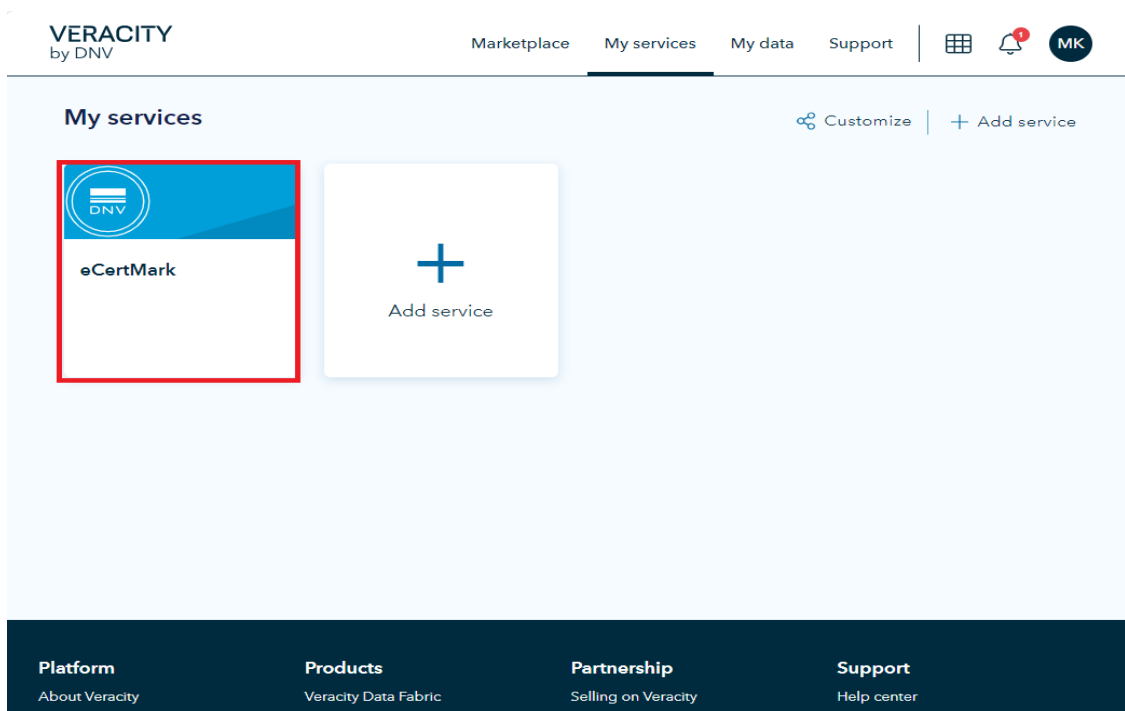 VERACITY
by DNV
Marketplace My services My data Support 1 MK
My services
Customize + Add service
DNV
eCertMark
Add service
Platform Products Partnership Support
About Veracity Veracity Data Fabric Selling on Veracity Help center